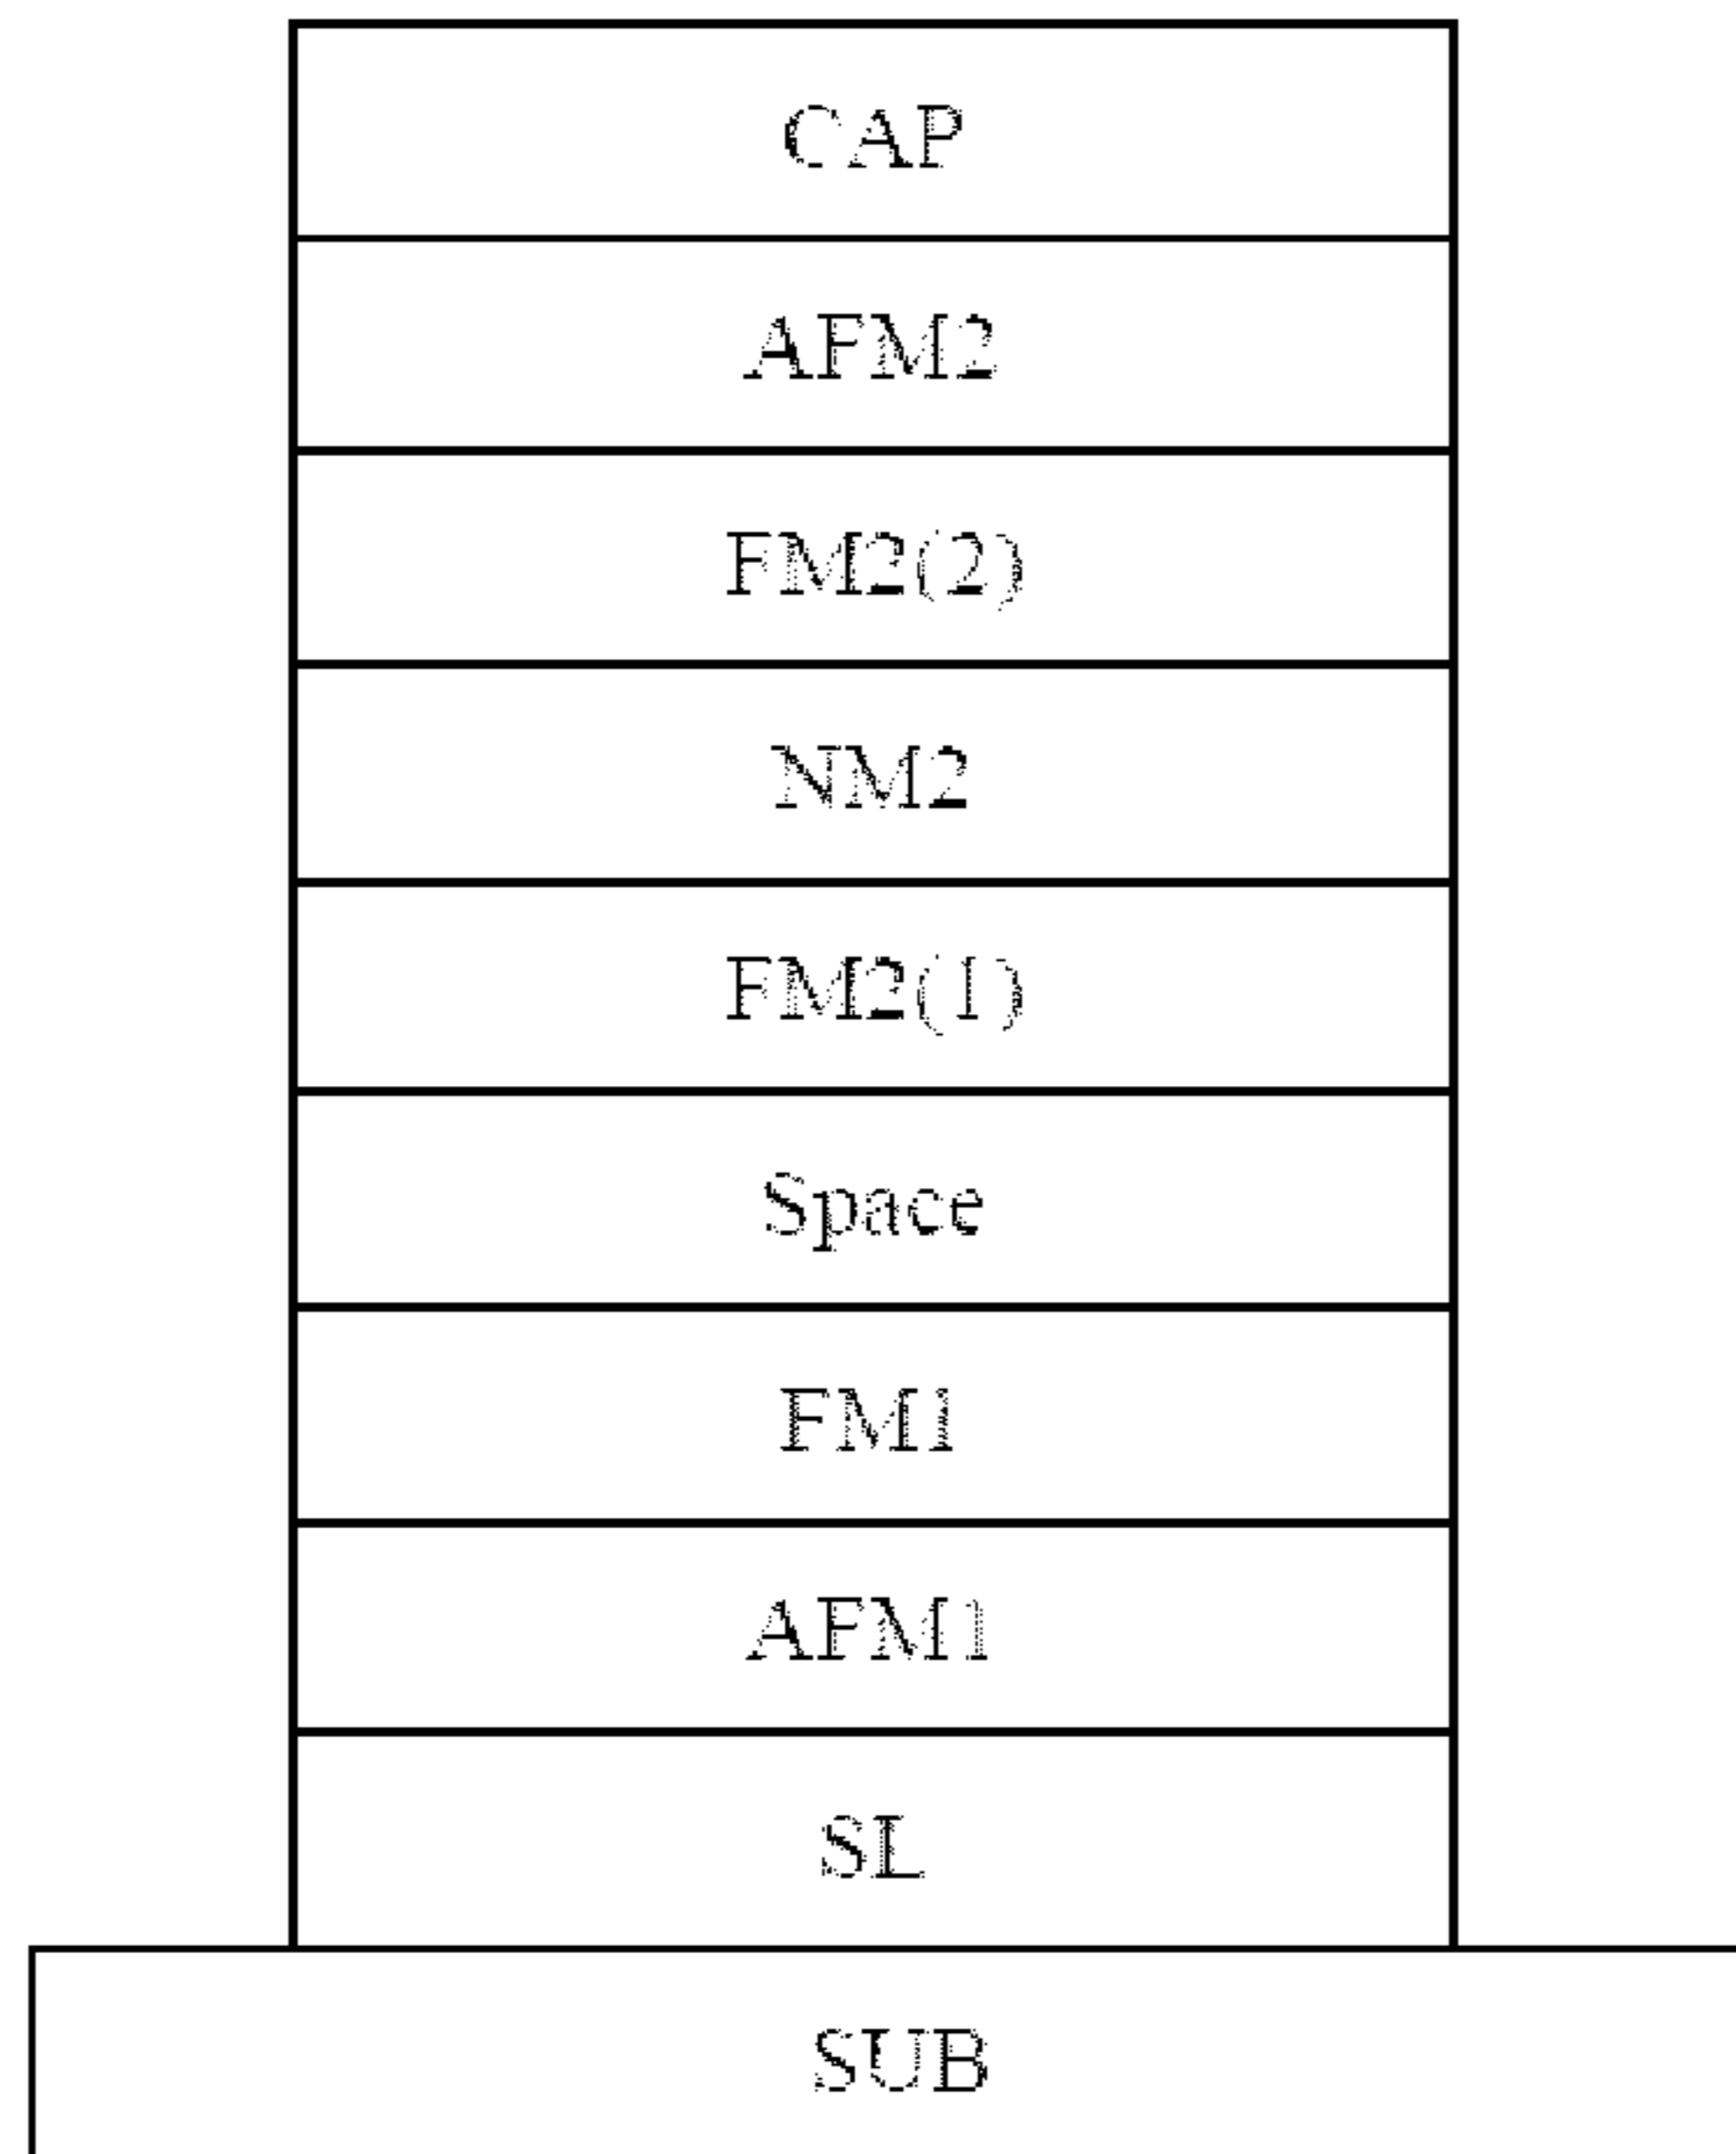 CAP
AFM2
FM2(2)
NM2
FM2(1)
Space
FM1
AFM1
SL
SUB